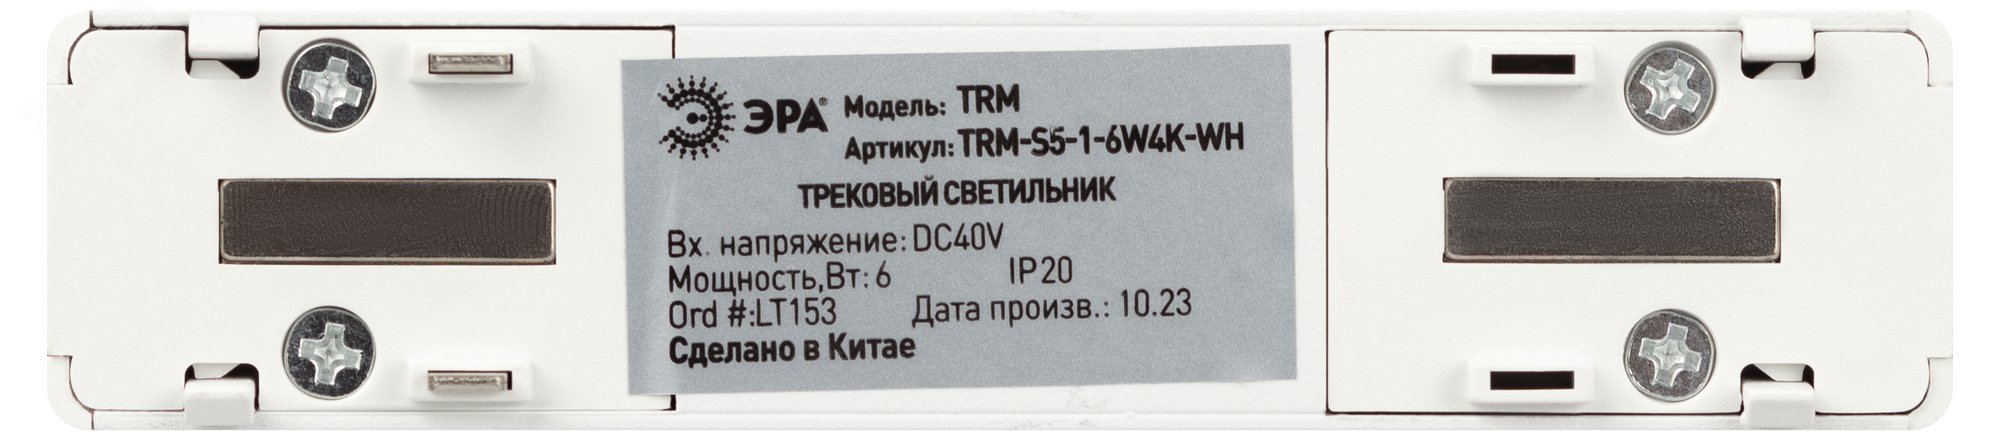 ЭРА® Модель: TRM
Артикул: TRM-S5-1-6W4K-WH
ТРЕКОВЫЙ СВЕТИЛЬНИК
Вх. напряжение: DC40V
Мощность,Вт: 6 IP20
Ord #:LT153 Дата произв.: 10.23
Сделано в Китае